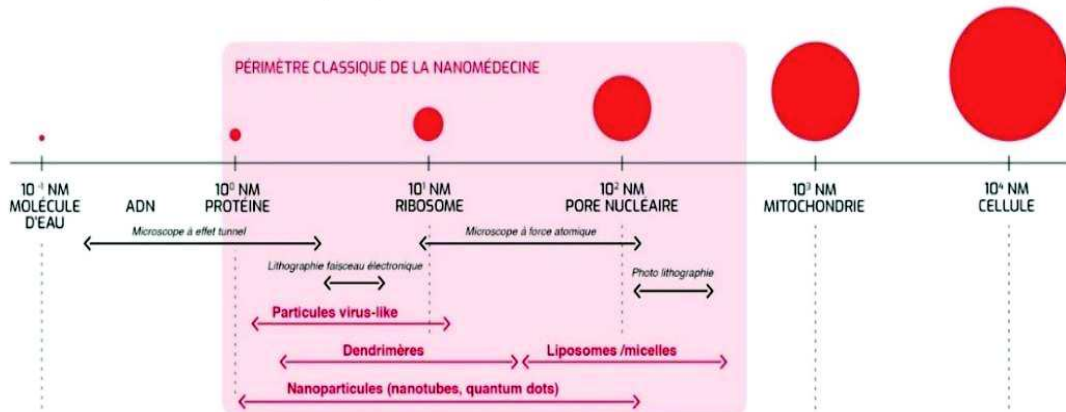 PÉRIMÈTRE CLASSIQUE DE LA NANOMÉDECINE
10⁻¹ NM
MOLÉCULE
D'EAU
ADN
10⁰ NM
PROTÉINE
10¹ NM
RIBOSOME
10² NM
PORE NUCLÉAIRE
10³ NM
MITOCHONDRIE
10⁴ NM
CELLULE
Microscope à effet tunnel
Microscope à force atomique
Lithographie faisceau électronique
Photo lithographie
Particules virus-like
Dendrimères
Liposomes /micelles
Nanoparticules (nanotubes, quantum dots)